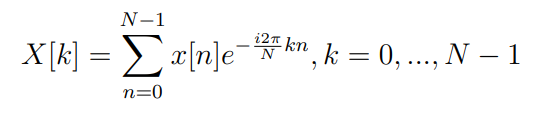 X[k] = \sum_{n=0}^{N-1} x[n]e^{-\frac{i2\pi}{N}kn}, k = 0, ..., N − 1